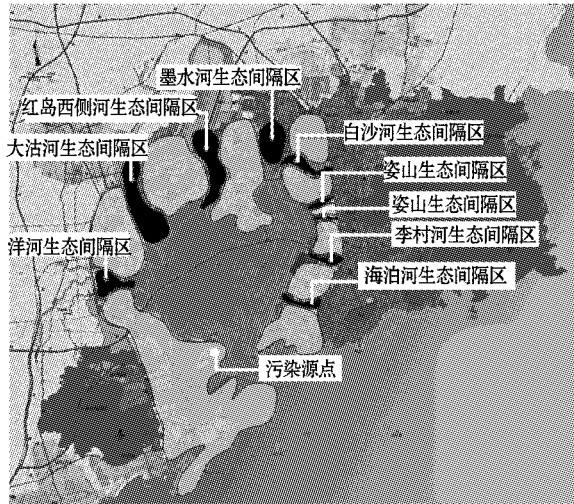 墨水河生态间隔区
红岛西侧河生态间隔区
白沙河生态间隔区
大沽河生态间隔区
娄山生态间隔区
娄山生态间隔区
李村河生态间隔区
洋河生态间隔区
海泊河生态间隔区
污染源点